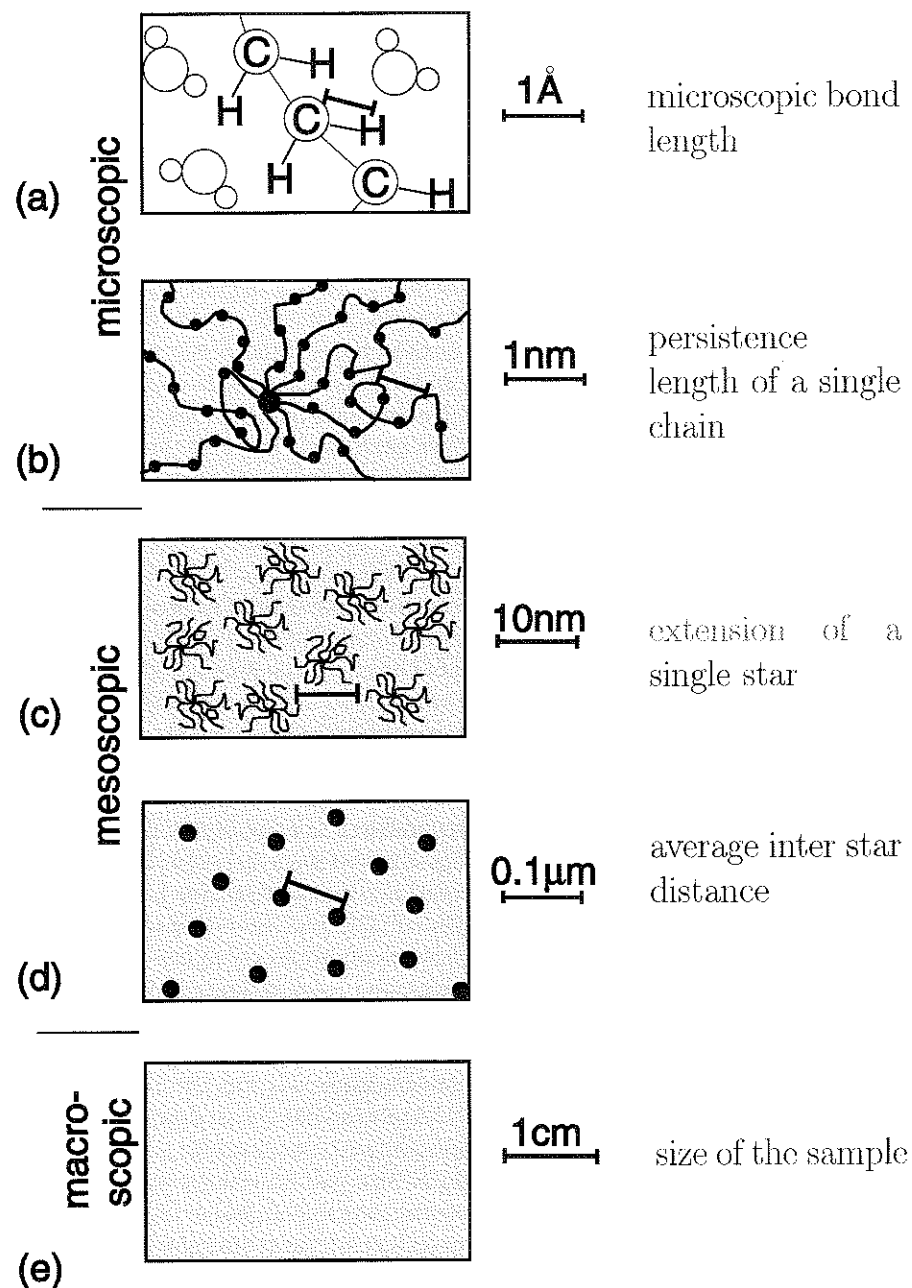 C
H
H
C
H
H
C
H
1Å
microscopic bond
length
(a)
microscopic
1nm
persistence
length of a single
chain
(b)
10nm
extension of a
single star
(c)
mesoscopic
0.1μm
average inter star
distance
(d)
macro-
scopic
1cm
size of the sample
(e)